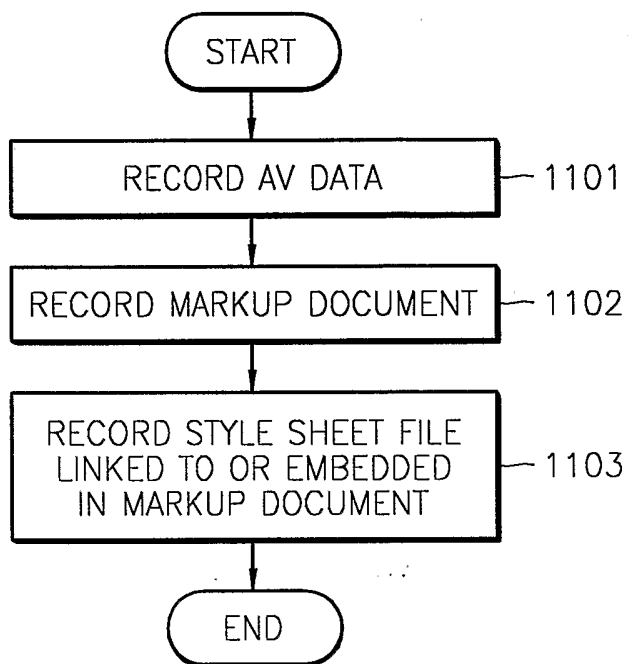 START
RECORD AV DATA
1101
RECORD MARKUP DOCUMENT
1102
RECORD STYLE SHEET FILE
LINKED TO OR EMBEDDED
IN MARKUP DOCUMENT
1103
END